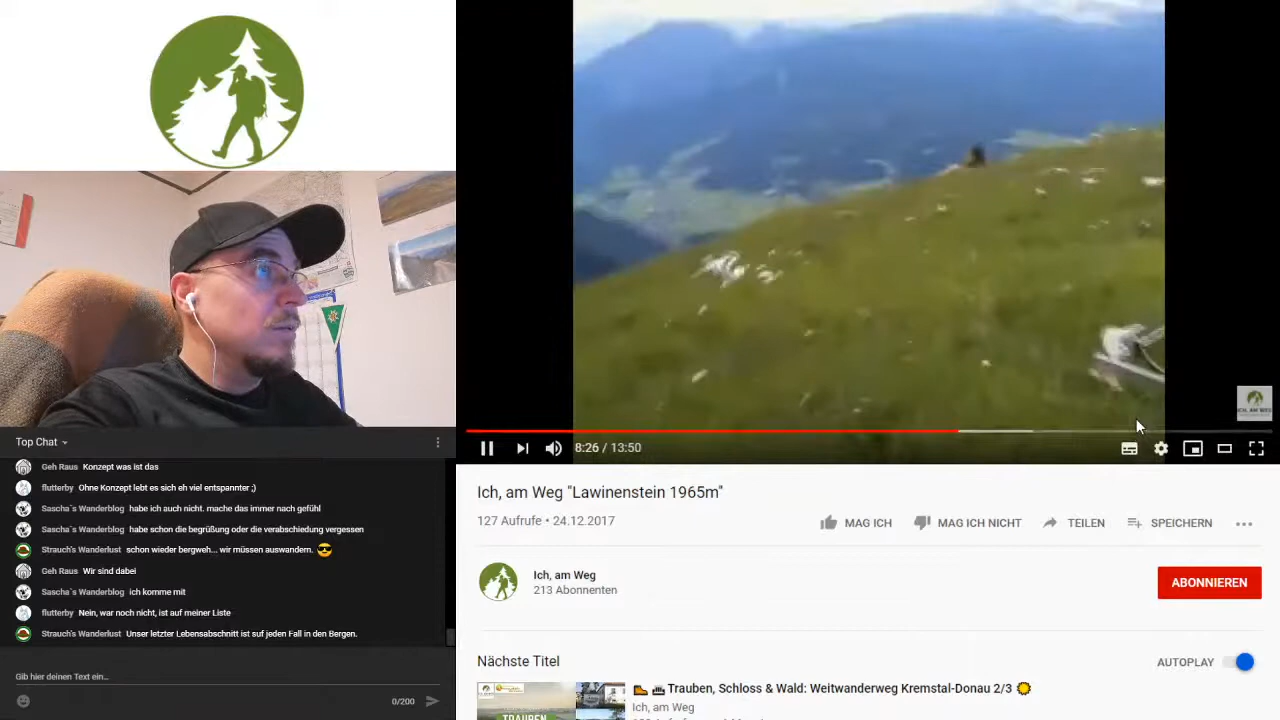 Top Chat
Geh Raus Konzept was ist das
flutterby Ohne Konzept lebt es sich eh viel entspannter ;)
Sascha`s Wanderblog habe ich auch nicht. mache das immer nach gefühl
Sascha`s Wanderblog habe schon die begrüßung oder die verabschiedung vergessen
Strauch's Wanderlust schon wieder bergweh... wir müssen auswandern. 😎
Geh Raus Wir sind dabei
Sascha`s Wanderblog ich komme mit
flutterby Nein, war noch nicht, ist auf meiner Liste
Strauch's Wanderlust Unser letzter Lebensabschnitt ist suf jeden Fall in den Bergen.
Gib hier deinen Text ein...
0/200
ICH, AM WEG
8:26 / 13:50
Ich, am Weg "Lawinenstein 1965m"
127 Aufrufe • 24.12.2017
MAG ICH
MAG ICH NICHT
TEILEN
SPEICHERN
Ich, am Weg
213 Abonnenten
ABONNIEREN
Nächste Titel
AUTOPLAY
TRAUBEN
🥾 🏰 Trauben, Schloss & Wald: Weitwanderweg Kremstal-Donau 2/3 🌞
Ich, am Weg